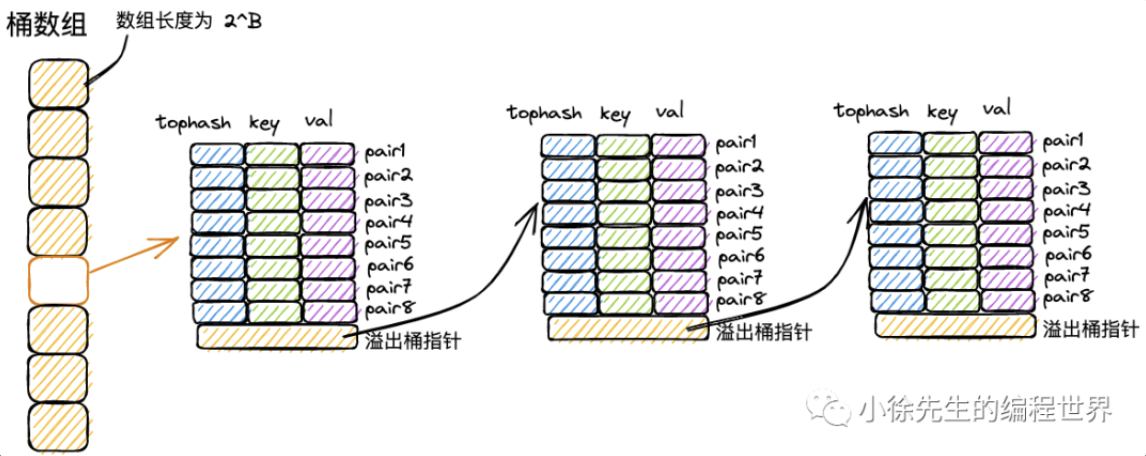 桶数组
数组长度为 2^B
tophash key val
pair1
pair2
pair3
pair4
pair5
pair6
pair7
pair8
溢出桶指针
tophash key val
pair1
pair2
pair3
pair4
pair5
pair6
pair7
pair8
溢出桶指针
tophash key val
pair1
pair2
pair3
pair4
pair5
pair6
pair7
pair8
溢出桶指针
小徐先生的编程世界